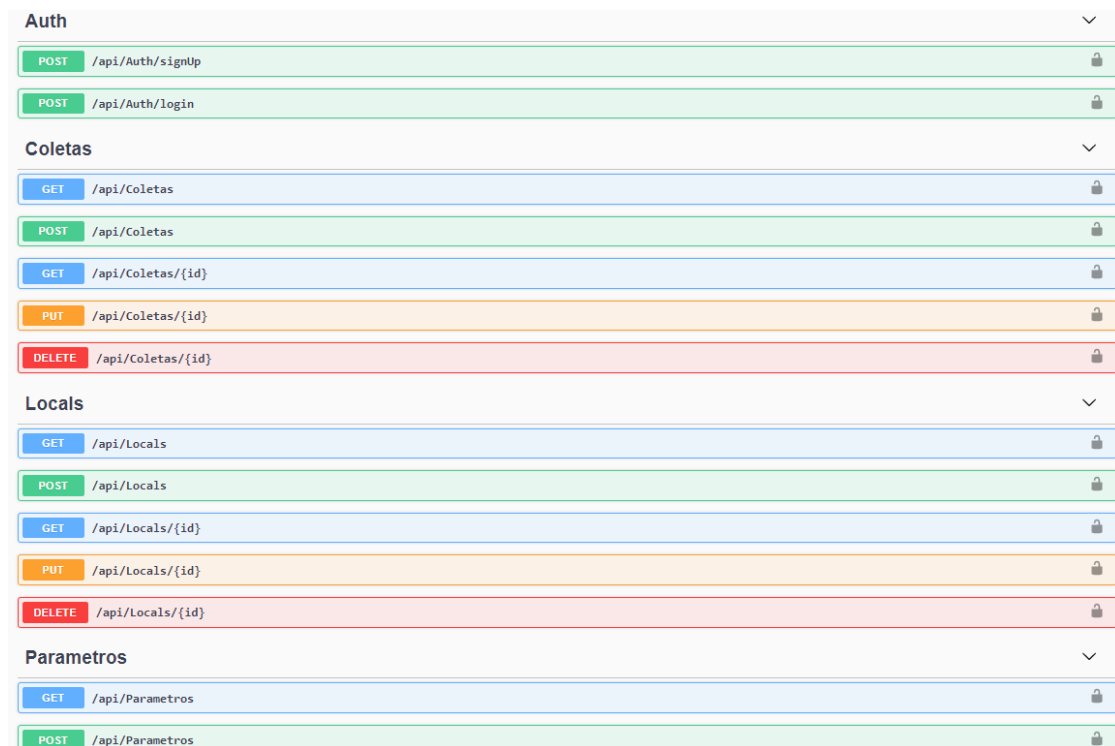 Auth
POST /api/Auth/signUp
POST /api/Auth/login
Coletas
GET /api/Coletas
POST /api/Coletas
GET /api/Coletas/{id}
PUT /api/Coletas/{id}
DELETE /api/Coletas/{id}
Locals
GET /api/Locals
POST /api/Locals
GET /api/Locals/{id}
PUT /api/Locals/{id}
DELETE /api/Locals/{id}
Parametros
GET /api/Parametros
POST /api/Parametros